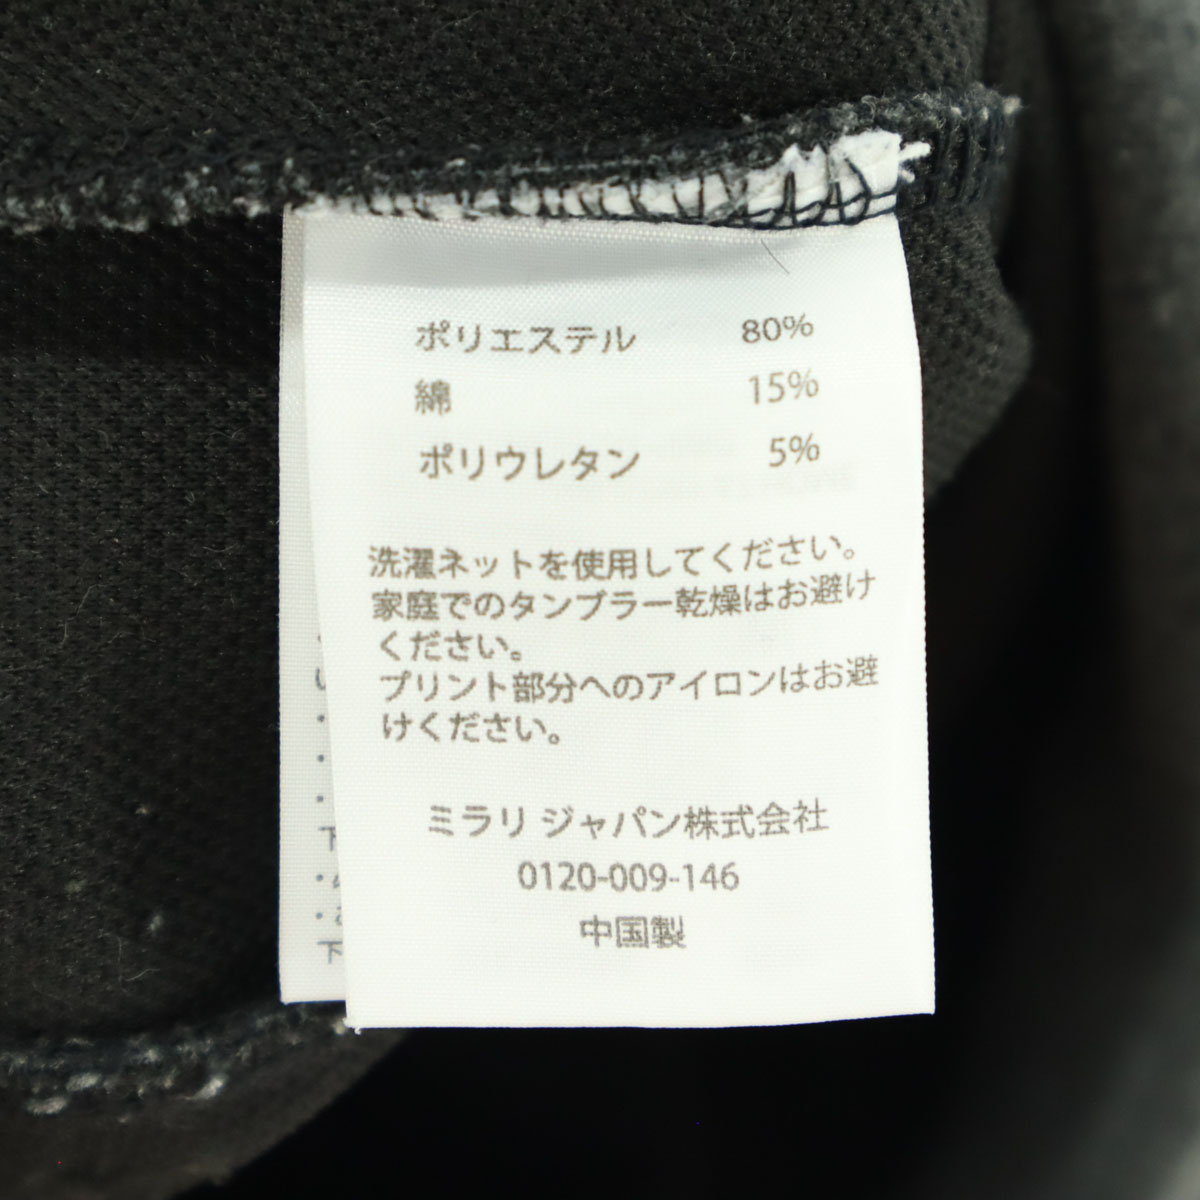 ポリエステル 80%
綿 15%
ポリウレタン 5%
洗濯ネットを使用してください。
家庭でのタンブラー乾燥はお避け
ください。
プリント部分へのアイロンはお避
けください。
ミラリ ジャパン株式会社
0120-009-146
中国製
下
下